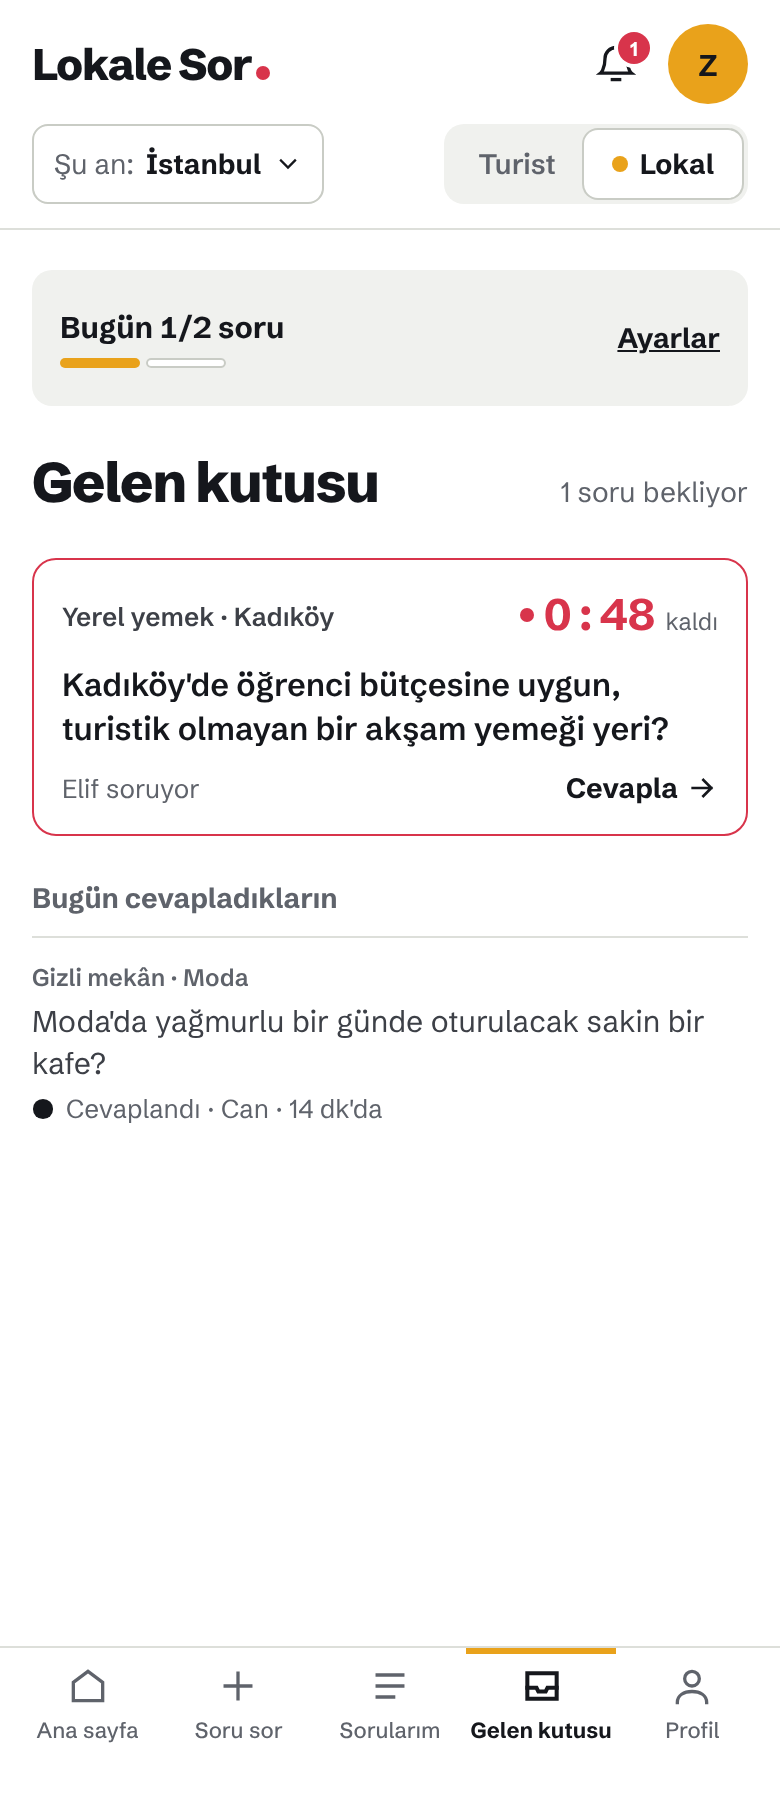 Lokale Sor.
1
Z
Şu an: İstanbul
Turist
Lokal
Bugün 1/2 soru
Ayarlar
Gelen kutusu
1 soru bekliyor
Yerel yemek · Kadıköy
0:48 kaldı
Kadıköy'de öğrenci bütçesine uygun,
turistik olmayan bir akşam yemeği yeri?
Elif soruyor
Cevapla →
Bugün cevapladıkların
Gizli mekân · Moda
Moda'da yağmurlu bir günde oturulacak sakin bir
kafe?
Cevaplandı · Can · 14 dk'da
Ana sayfa
Soru sor
Sorularım
Gelen kutusu
Profil